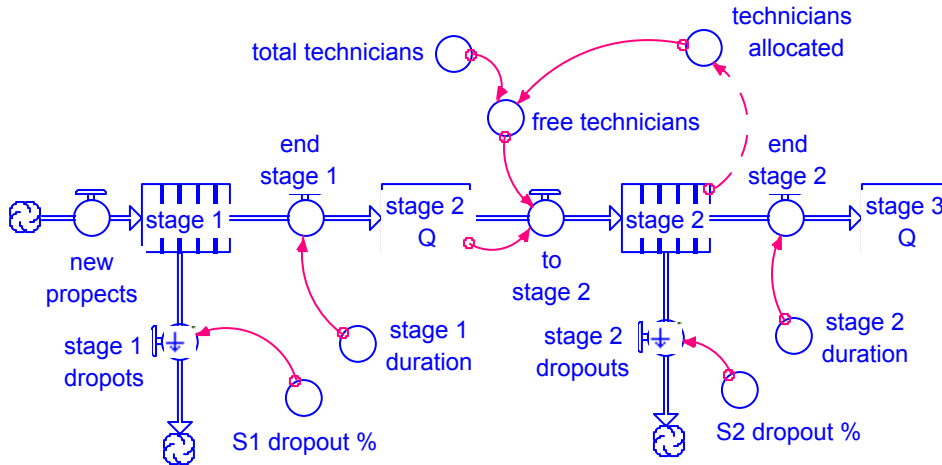 technicians
allocated
total technicians
free technicians
end
stage 1
end
stage 2
stage 1
stage 2
Q
stage 2
stage 3
Q
new
propects
to
stage 2
stage 1
dropots
stage 1
duration
stage 2
dropouts
stage 2
duration
S1 dropout %
S2 dropout %